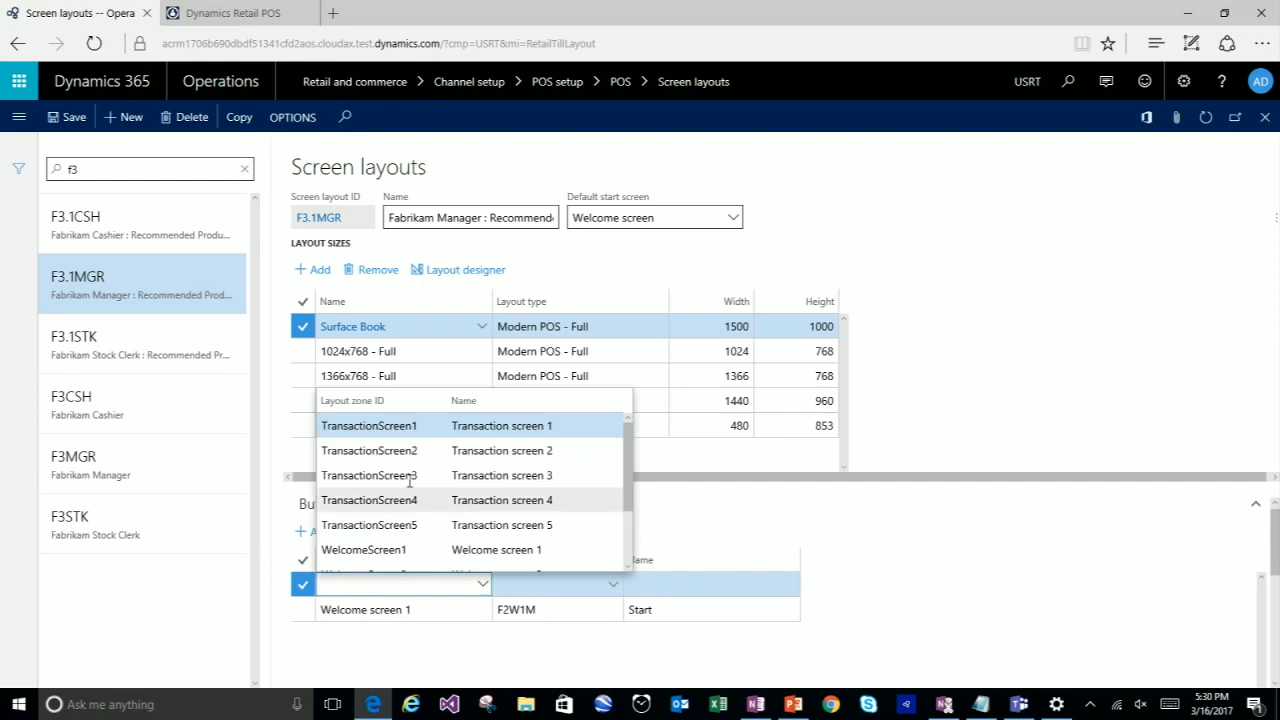 Screen layouts -- Opera
Dynamics Retail POS
acrm1706b690dbdf51341cfd2aos.cloudax.test.dynamics.com/?cmp=USRT&mi=RetailTillLayout
Dynamics 365
Operations
Retail and commerce > Channel setup > POS setup > POS > Screen layouts
USRT
AD
Save
New
Delete
Copy
OPTIONS
f3
F3.1CSH
Fabrikam Cashier : Recommended Produ...
F3.1MGR
Fabrikam Manager : Recommended Prod...
F3.1STK
Fabrikam Stock Clerk : Recommended Pr...
F3CSH
Fabrikam Cashier
F3MGR
Fabrikam Manager
F3STK
Fabrikam Stock Clerk
Screen layouts
Screen layout ID
Name
Default start screen
F3.1MGR
Fabrikam Manager : Recommend
Welcome screen
LAYOUT SIZES
Add
Remove
Layout designer
Name Layout type Width Height
Surface Book Modern POS - Full 1500 1000
1024x768 - Full Modern POS - Full 1024 768
1366x768 - Full Modern POS - Full 1366 768
1440 960
480 853
Layout zone ID Name
TransactionScreen1 Transaction screen 1
TransactionScreen2 Transaction screen 2
TransactionScreen3 Transaction screen 3
TransactionScreen4 Transaction screen 4
TransactionScreen5 Transaction screen 5
WelcomeScreen1 Welcome screen 1
Bu
Welcome screen 1 F2W1M Start
Ask me anything
5:30 PM
3/16/2017